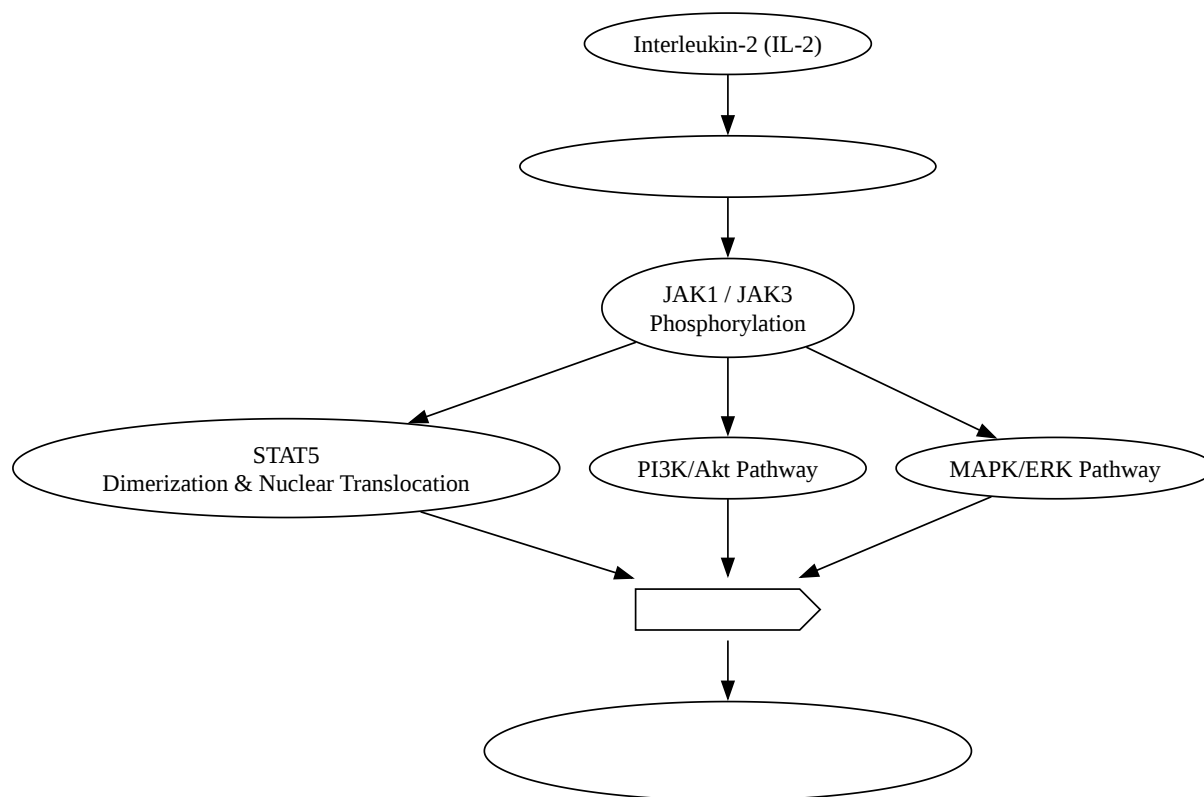 Interleukin-2 (IL-2)
JAK1 / JAK3
Phosphorylation
STAT5
Dimerization & Nuclear Translocation
PI3K/Akt Pathway
MAPK/ERK Pathway